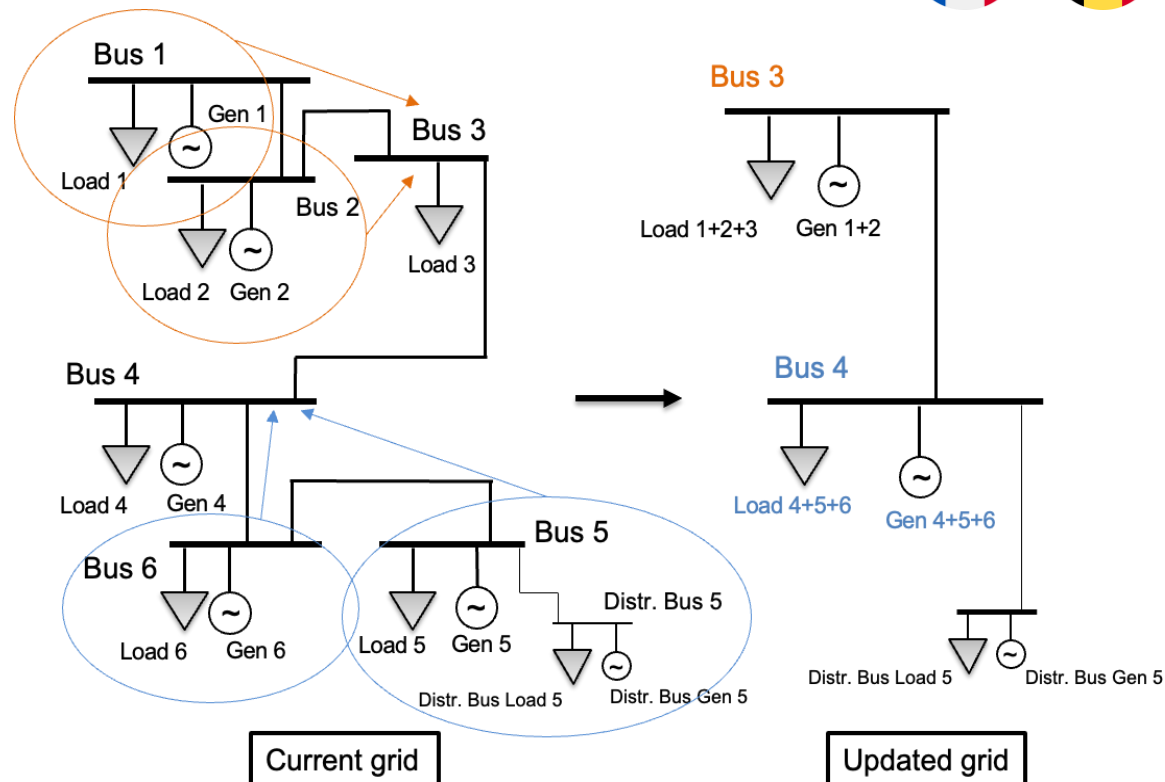 Bus 1
Gen 1
Load 1
Bus 2
Load 2
Gen 2
Bus 3
Load 3
Bus 4
Load 4
Gen 4
Bus 6
Load 6
Gen 6
Bus 5
Load 5
Gen 5
Distr. Bus 5
Distr. Bus Load 5
Distr. Bus Gen 5
Current grid
Bus 3
Load 1+2+3
Gen 1+2
Bus 4
Load 4+5+6
Gen 4+5+6
Distr. Bus Load 5
Distr. Bus Gen 5
Updated grid
~
~
~
~
~
~
~
~
~